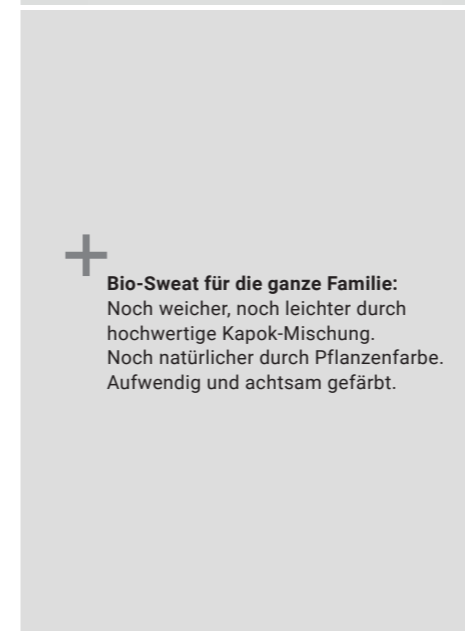 Bio-Sweat für die ganze Familie:
Noch weicher, noch leichter durch
hochwertige Kapok-Mischung.
Noch natürlicher durch Pflanzenfarbe.
Aufwendig und achtsam gefärbt.